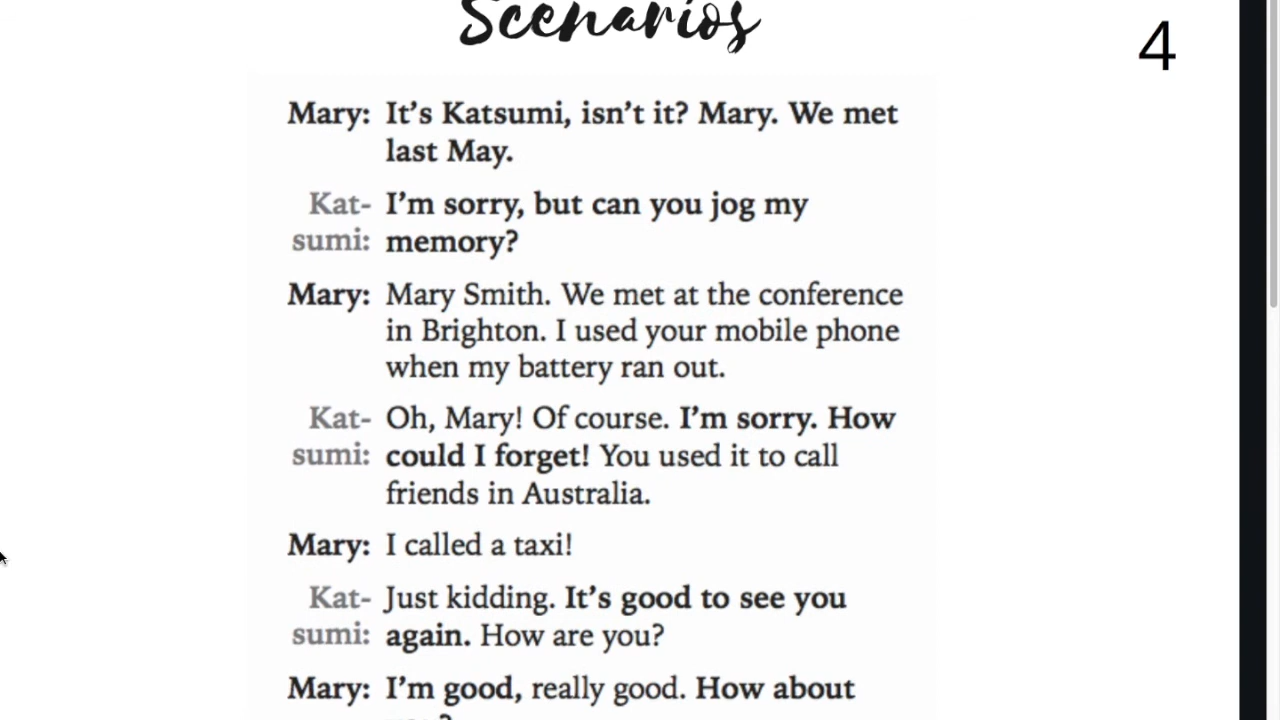 Scenarios
4
Mary: It's Katsumi, isn't it? Mary. We met
last May.
Kat- I'm sorry, but can you jog my
sumi: memory?
Mary: Mary Smith. We met at the conference
in Brighton. I used your mobile phone
when my battery ran out.
Kat- Oh, Mary! Of course. I'm sorry. How
sumi: could I forget! You used it to call
friends in Australia.
Mary: I called a taxi!
Kat- Just kidding. It's good to see you
sumi: again. How are you?
Mary: I'm good, really good. How about